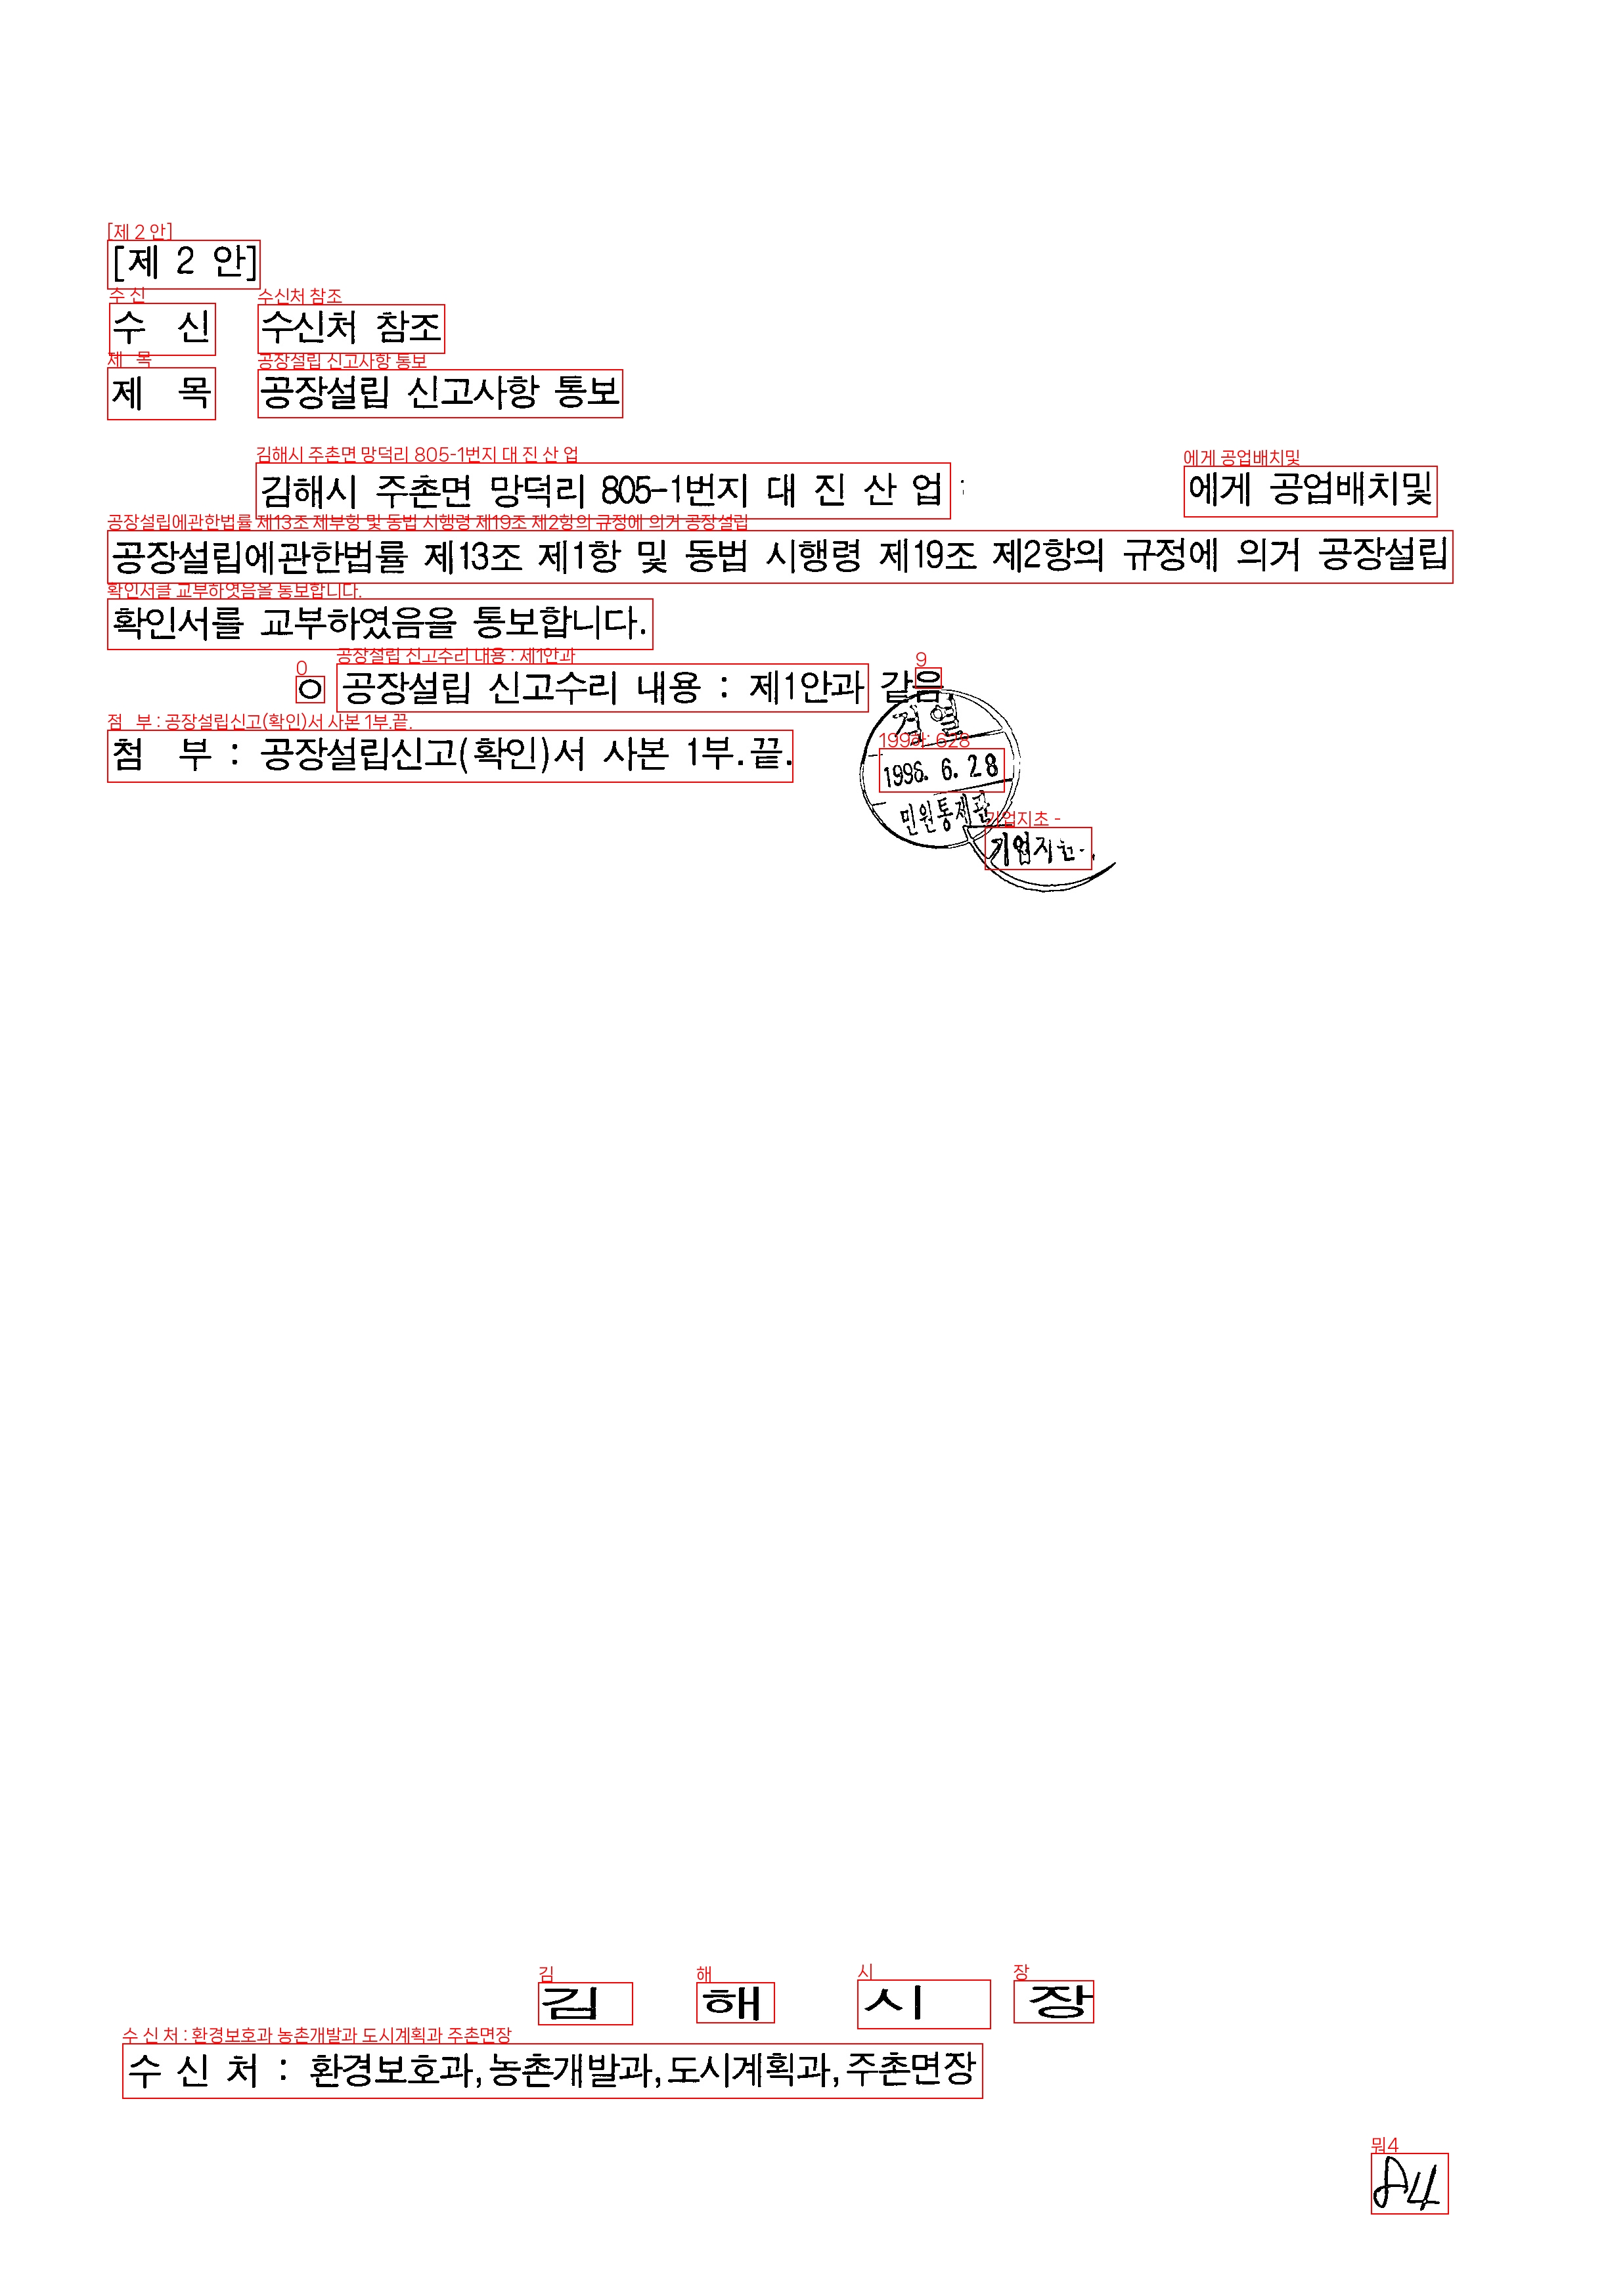 [제 2 안]
수 신 수신처 참조
제 목 공장설립 신고사항 통보
김해시 주촌면 망덕리 805-1번지 대 진 산 업 에게 공업배치및
공장설립에관한법률 제13조 제1항 및 동법 시행령 제19조 제2항의 규정에 의거 공장설립
확인서를 교부하였음을 통보합니다.
ㅇ 공장설립 신고수리 내용 : 제1안과 같음.
첨 부 : 공장설립신고(확인)서 사본 1부.끝.
검열
1996. 6. 28
민원통제관
기업지원
김 해 시 장
수 신 처 : 환경보호과,농촌개발과,도시계획과,주촌면장